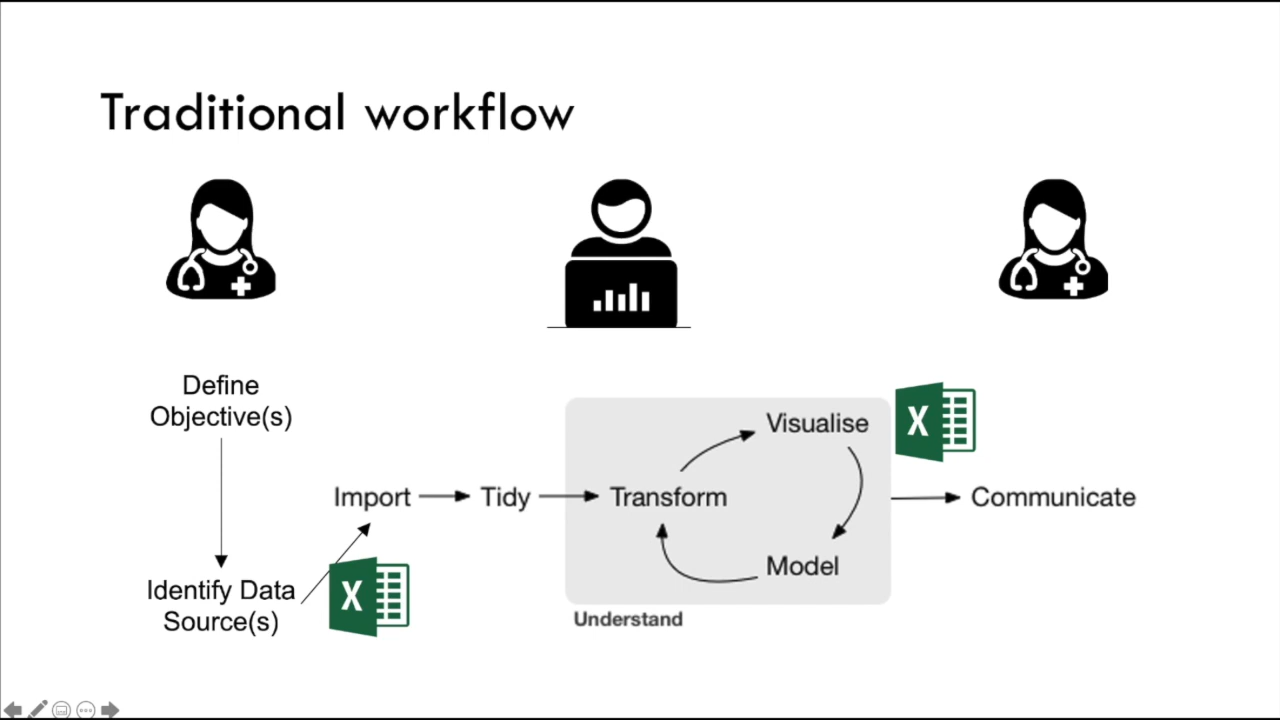 Traditional workflow
Define
Objective(s)
Identify Data
Source(s)
X
Import
Tidy
Transform
Visualise
Model
Understand
X
Communicate